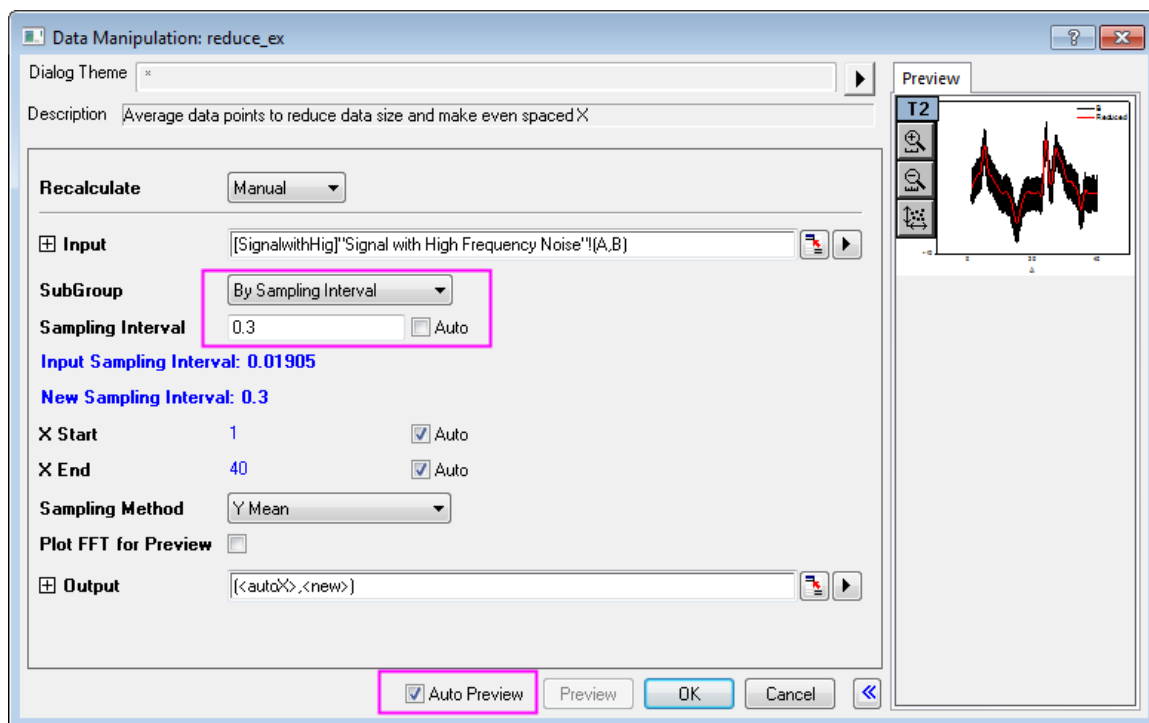 Data Manipulation: reduce_ex
Dialog Theme *
Description Average data points to reduce data size and make even spaced X
Recalculate Manual
Input [SignalwithHig]"Signal with High Frequency Noise"!(A,B)
SubGroup By Sampling Interval
Sampling Interval 0.3 Auto
Input Sampling Interval: 0.01905
New Sampling Interval: 0.3
X Start 1 Auto
X End 40 Auto
Sampling Method Y Mean
Plot FFT for Preview
Output (<autoX>,<new>)
Auto Preview Preview OK Cancel
Preview
T2
B
Reduced
-10
0
40
A